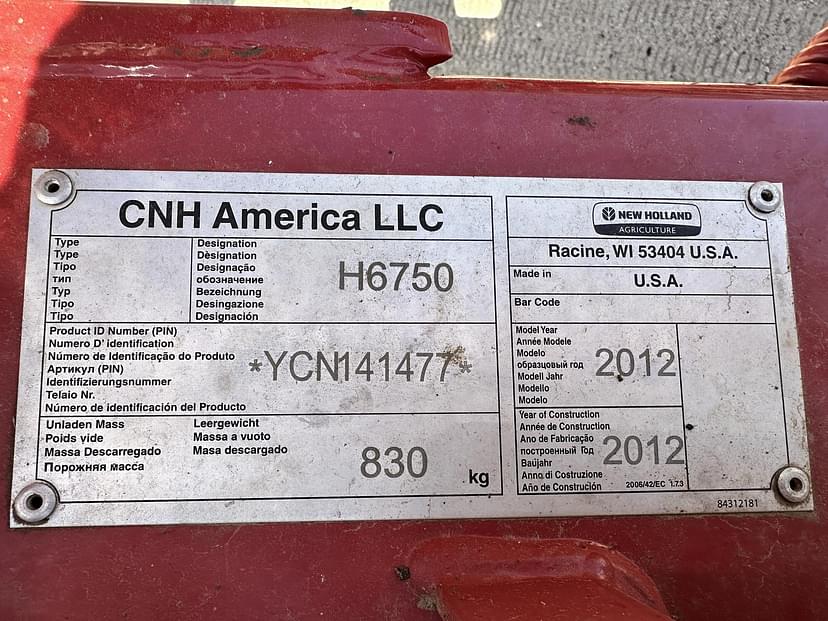 CNH America LLC
Type
Type
Tipo
тип
Typ
Tipo
Tipo
Designation
Dèsignation
Designação
обозначение
Bezeichnung
Desingazione
Designación
H6750
Product ID Number (PIN)
Numero D' identification
Número de Identificação do Produto
Артикул (PIN)
Identifizierungsnummer
Telaio Nr.
Número de identificación del Producto
*YCN141477*
Unladen Mass
Poids vide
Massa Descarregado
Порожняя масса
Leergewicht
Massa a vuoto
Masa descargado
830
kg
NEW HOLLAND
AGRICULTURE
Racine, WI 53404 U.S.A.
Made in
U.S.A.
Bar Code
Model Year
Année Modele
Modelo
образцовый год
Modell Jahr
Modello
Modelo
2012
Year of Construction
Année de Construction
Ano de Fabricação
построенный Год
Baüjahr
Anno di Costruzione
Año de Construción
2012
2006/42/EC 1.7.3
84312181